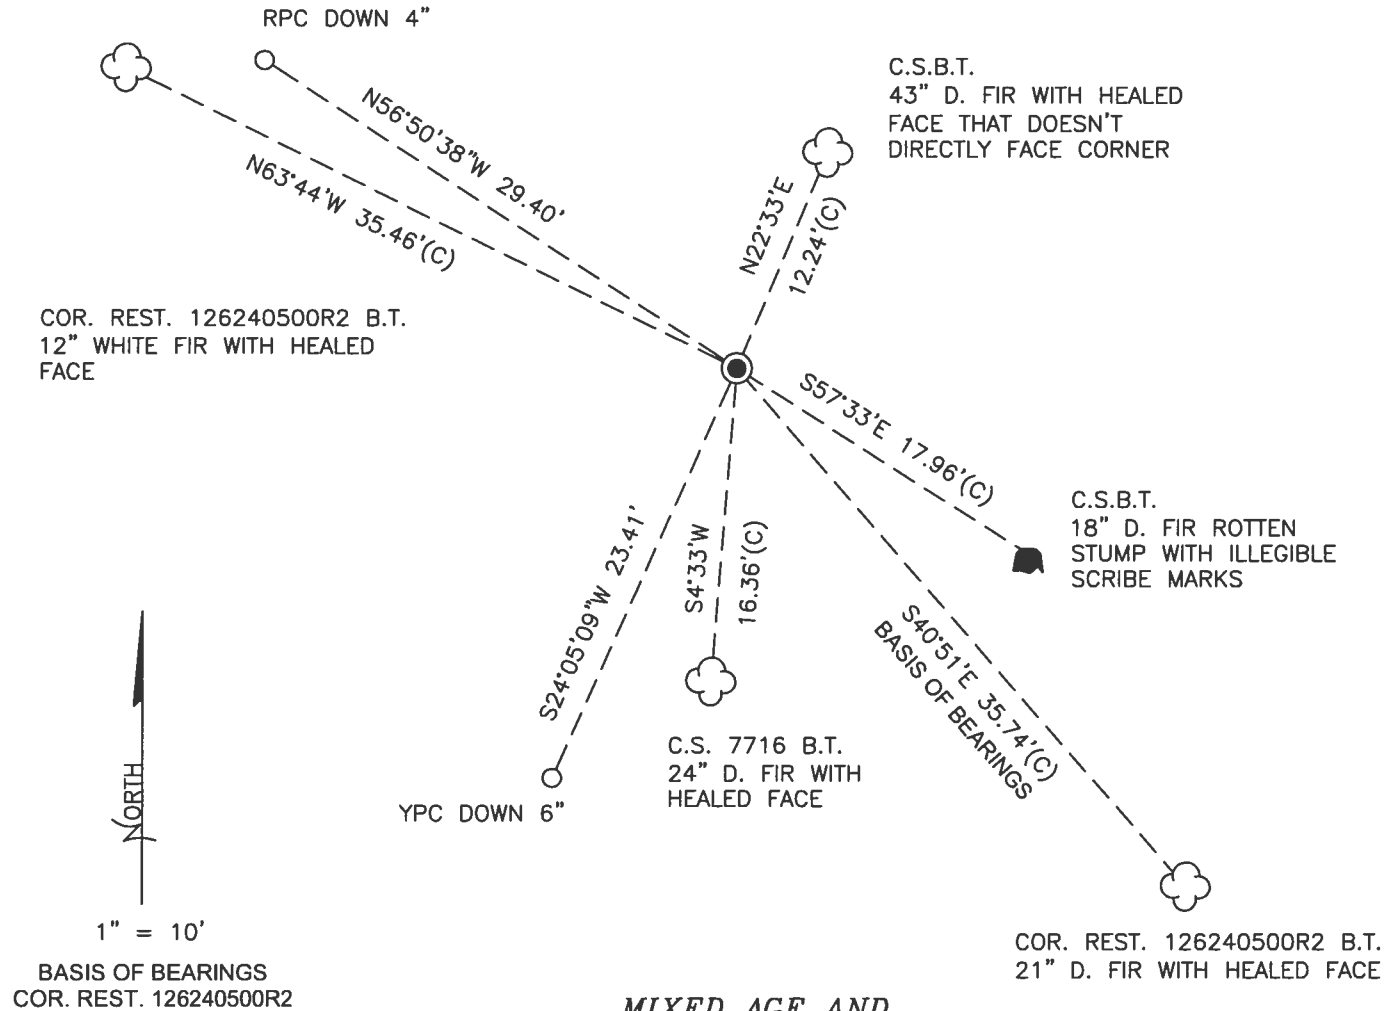 RPC DOWN 4"
C.S.B.T.
43" D. FIR WITH HEALED
FACE THAT DOESN'T
DIRECTLY FACE CORNER
N56°50'38"W 29.40'
N63°44'W 35.46'(C)
N22°33'E
12.24'(C)
COR. REST. 126240500R2 B.T.
12" WHITE FIR WITH HEALED
FACE
S57°33'E 17.96'(C)
C.S.B.T.
18" D. FIR ROTTEN
STUMP WITH ILLEGIBLE
SCRIBE MARKS
S24°05'09"W 23.41'
S4°33'W
16.36'(C)
S40°51'E 35.74'(C)
BASIS OF BEARINGS
C.S. 7716 B.T.
24" D. FIR WITH
HEALED FACE
YPC DOWN 6"
NORTH
1" = 10'
BASIS OF BEARINGS
COR. REST. 126240500R2
COR. REST. 126240500R2 B.T.
21" D. FIR WITH HEALED FACE
MIXED AGE AND